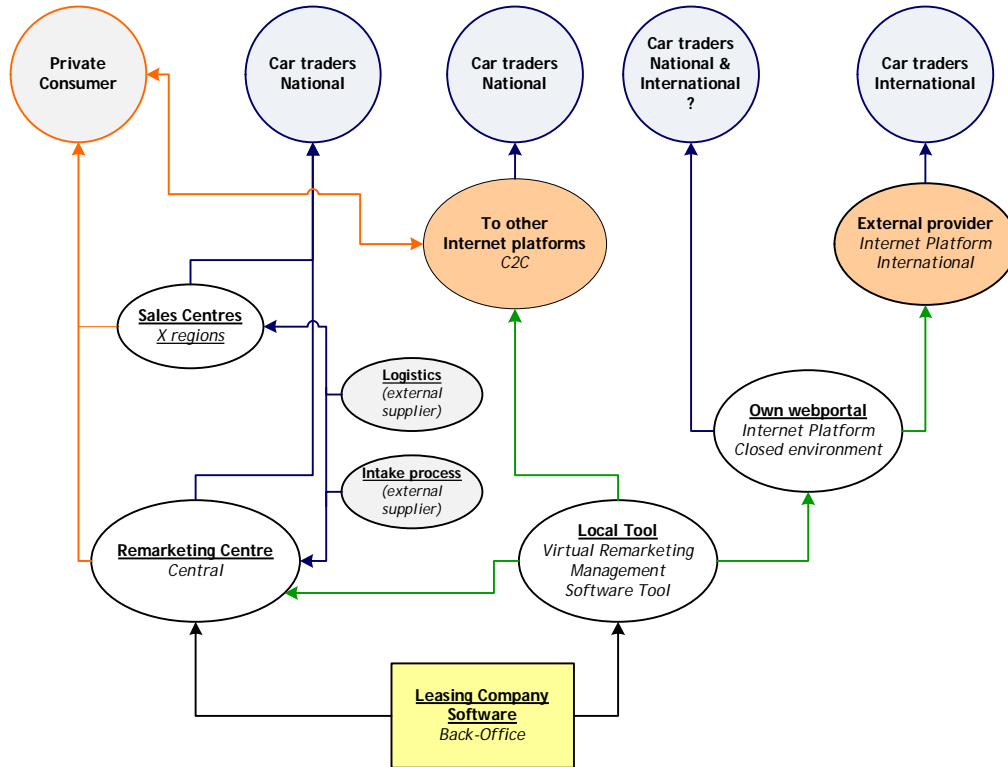 Private
Consumer
Car traders
National
Car traders
National
Car traders
National &
International
?
Car traders
International
To other
Internet platforms
C2C
External provider
Internet Platform
International
Sales Centres
X regions
Logistics
(external
supplier)
Own webportal
Internet Platform
Closed environment
Intake process
(external
supplier)
Remarketing Centre
Central
Local Tool
Virtual Remarketing
Management
Software Tool
Leasing Company
Software
Back-Office